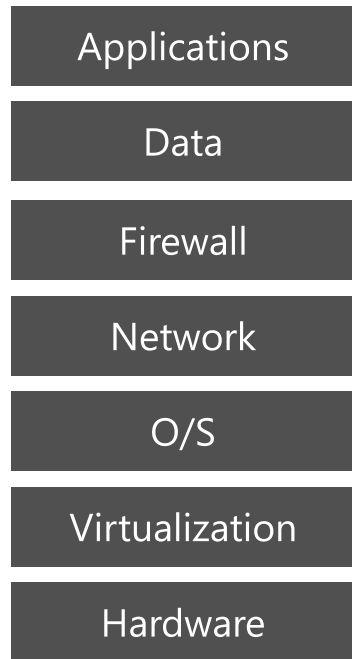 Applications
Data
Firewall
Network
O/S
Virtualization
Hardware